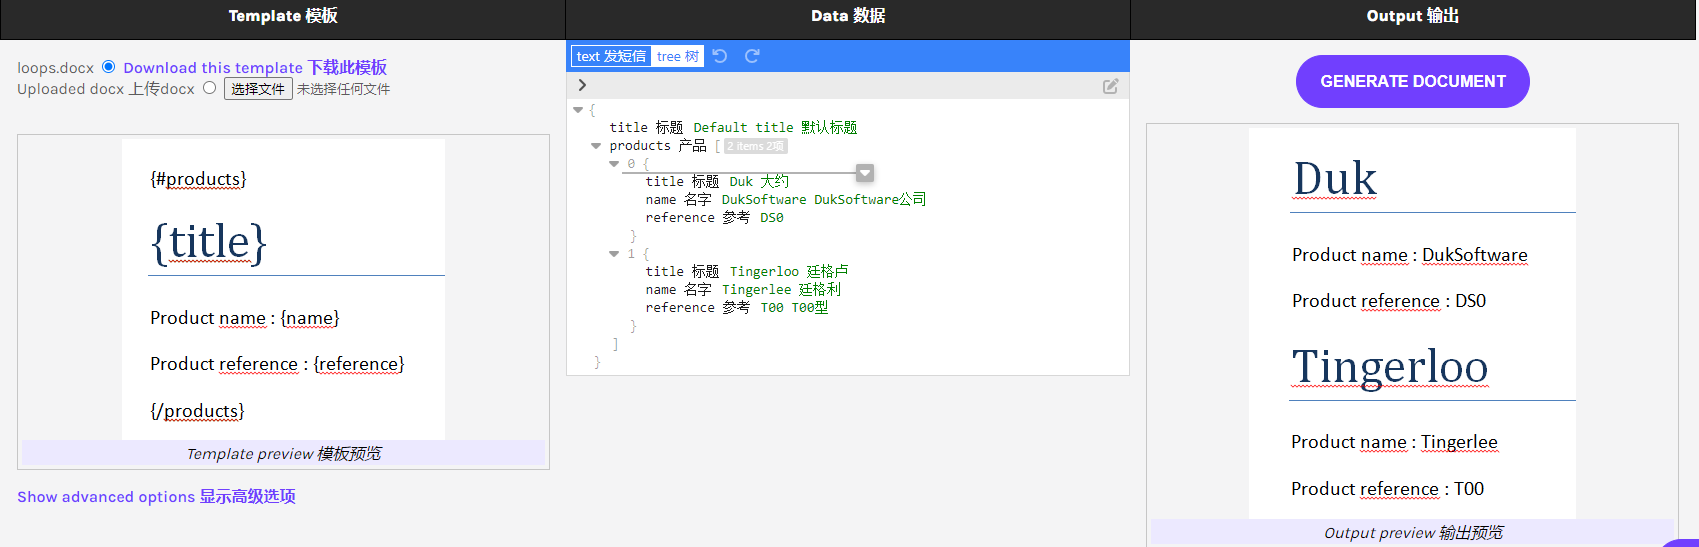 Template 模板
loops.docx Download this template 下载此模板
Uploaded docx 上传docx 选择文件 未选择任何文件
{#products}
{title}
Product name : {name}
Product reference : {reference}
{/products}
Template preview 模板预览
Show advanced options 显示高级选项
Data 数据
text 发短信 tree 树
{
title 标题 Default title 默认标题
products 产品 [ 2 items 2项
0 {
title 标题 Duk 大约
name 名字 DukSoftware DukSoftware公司
reference 参考 DS0
}
1 {
title 标题 Tingerloo 廷格卢
name 名字 Tingerlee 廷格利
reference 参考 T00 T00型
}
]
}
Output 输出
GENERATE DOCUMENT
Duk
Product name : DukSoftware
Product reference : DS0
Tingerloo
Product name : Tingerlee
Product reference : T00
Output preview 输出预览